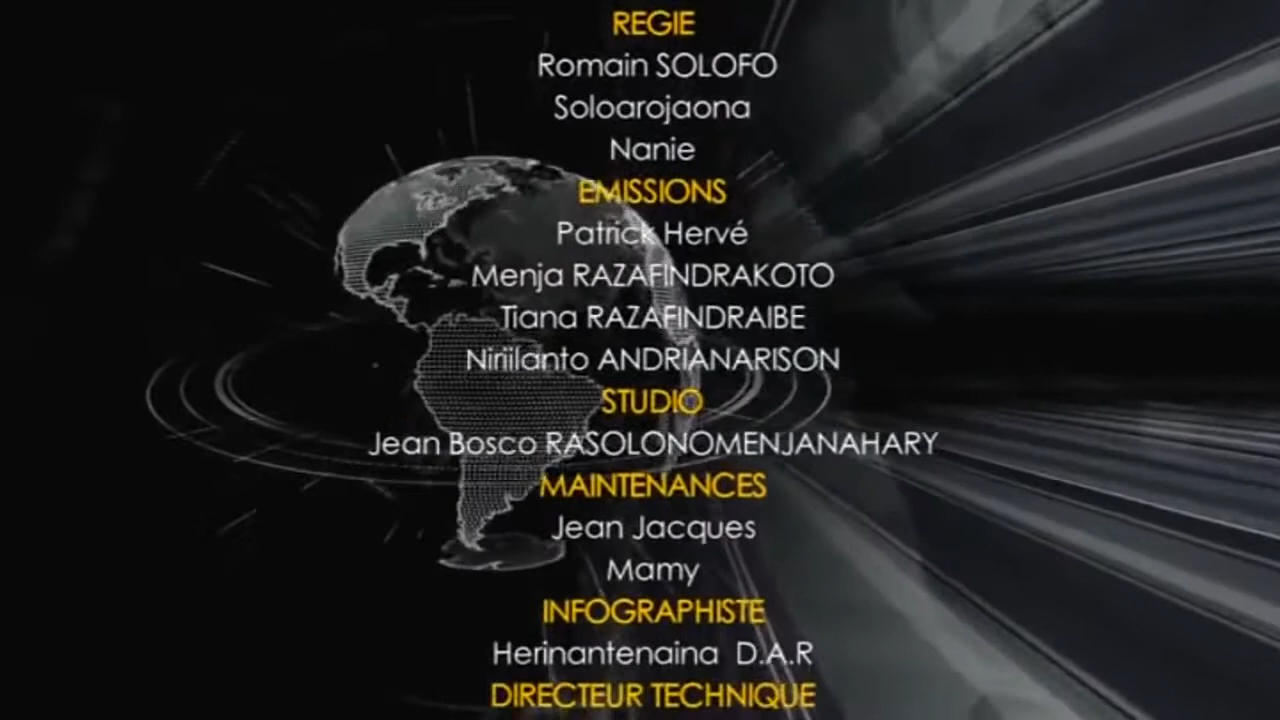 REGIE
Romain SOLOFO
Soloarojaona
Nanie
EMISSIONS
Patrick Hervé
Menja RAZAFINDRAKOTO
Tiana RAZAFINDRAIBE
Niriilanto ANDRIANARISON
STUDIO
Jean Bosco RASOLONOMENJANAHARY
MAINTENANCES
Jean Jacques
Mamy
INFOGRAPHISTE
Herinantenaina D.A.R
DIRECTEUR TECHNIQUE